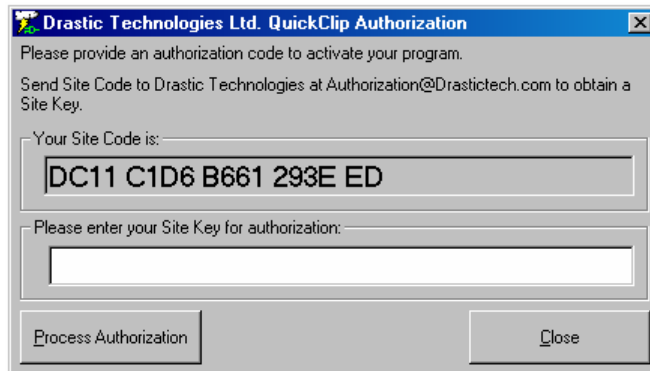 Drastic Technologies Ltd. QuickClip Authorization
Please provide an authorization code to activate your program.
Send Site Code to Drastic Technologies at Authorization@Drastictech.com to obtain a
Site Key.
Your Site Code is:
DC11 C1D6 B661 293E ED
Please enter your Site Key for authorization:
Process Authorization
Close